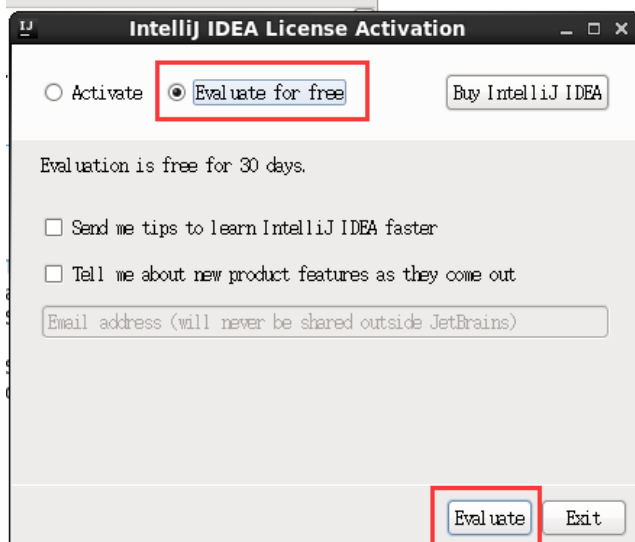 IJ IntelliJ IDEA License Activation
Activate Evaluate for free Buy IntelliJ IDEA
Evaluation is free for 30 days.
Send me tips to learn IntelliJ IDEA faster
Tell me about new product features as they come out
Email address (will never be shared outside JetBrains)
Evaluate Exit